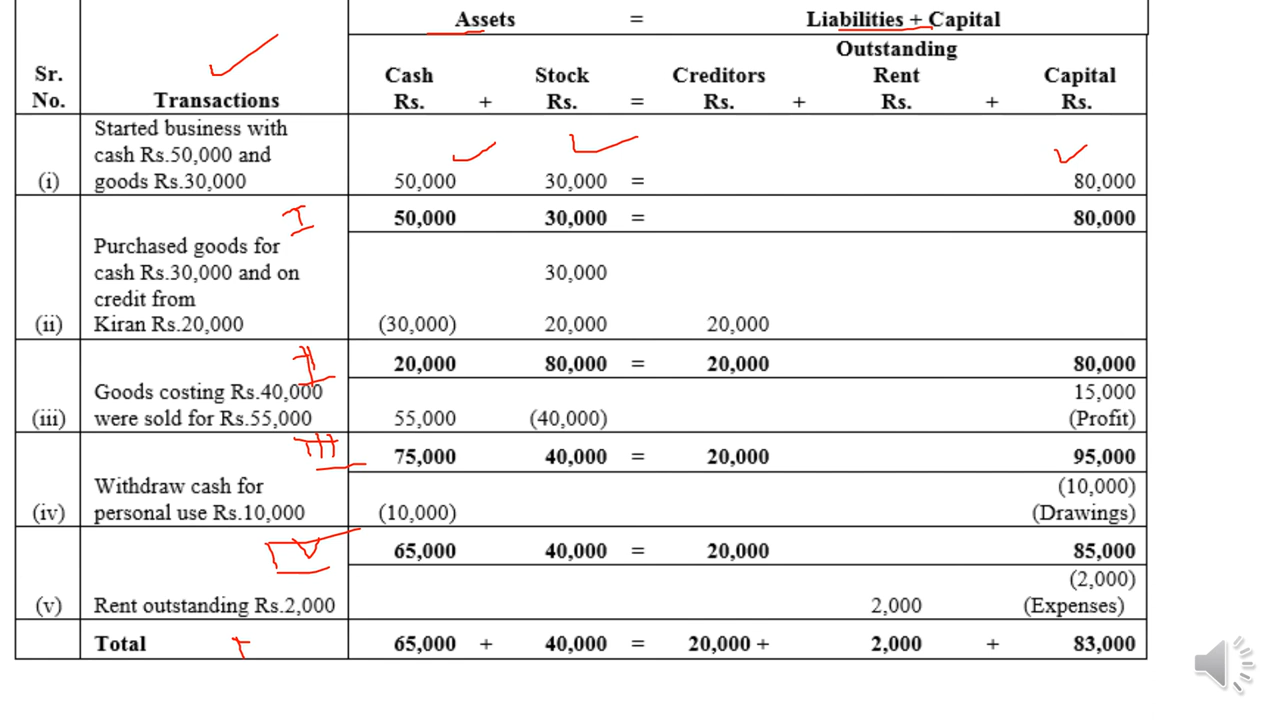 Assets = Liabilities + Capital
Outstanding
Sr. Cash Stock Creditors Rent Capital
No. Transactions Rs. + Rs. = Rs. + Rs. + Rs.
Started business with
cash Rs.50,000 and
(i) goods Rs.30,000 50,000 30,000 = 80,000
I 50,000 30,000 = 80,000
Purchased goods for
cash Rs.30,000 and on 30,000
credit from
(ii) Kiran Rs.20,000 (30,000) 20,000 20,000
II 20,000 80,000 = 20,000 80,000
Goods costing Rs.40,000 15,000
(iii) were sold for Rs.55,000 55,000 (40,000) (Profit)
III 75,000 40,000 = 20,000 95,000
Withdraw cash for (10,000)
(iv) personal use Rs.10,000 (10,000) (Drawings)
IV 65,000 40,000 = 20,000 85,000
(2,000)
(v) Rent outstanding Rs.2,000 2,000 (Expenses)
Total 65,000 + 40,000 = 20,000 + 2,000 + 83,000